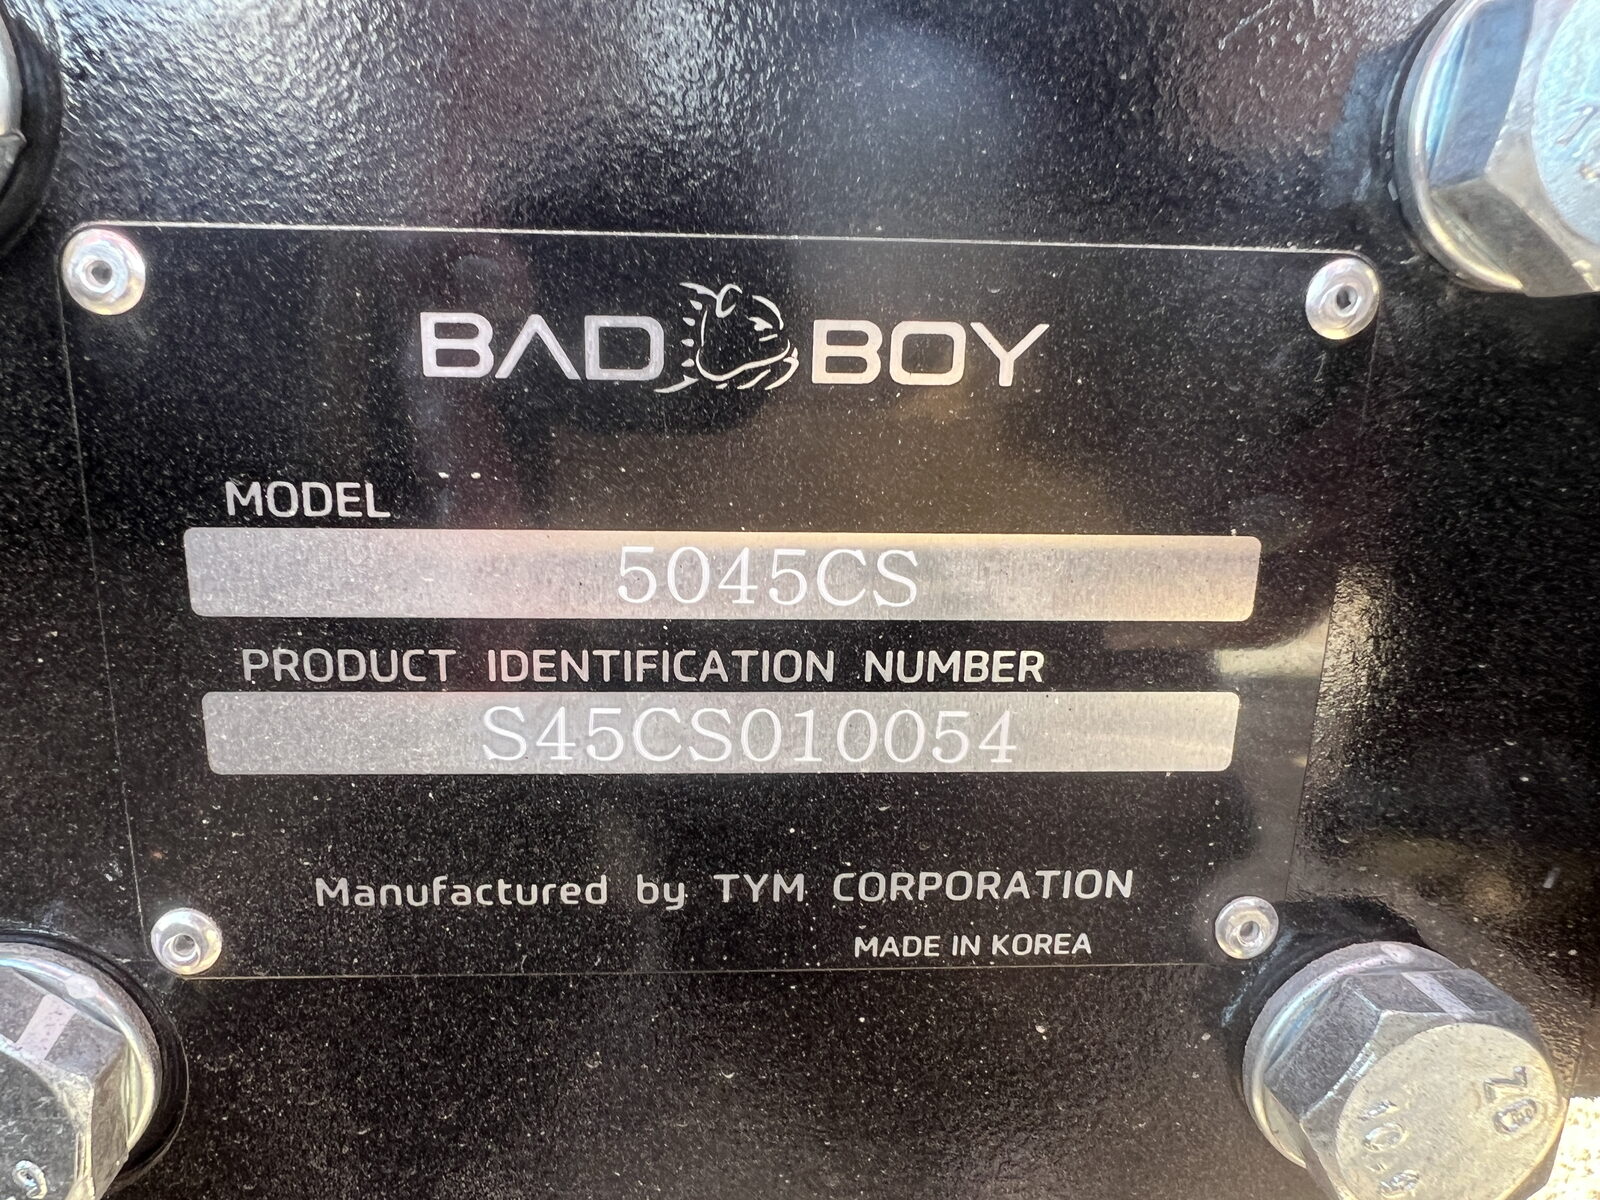 BAD BOY
MODEL
5045CS
PRODUCT IDENTIFICATION NUMBER
S45CS010054
Manufactured by TYM CORPORATION
MADE IN KOREA